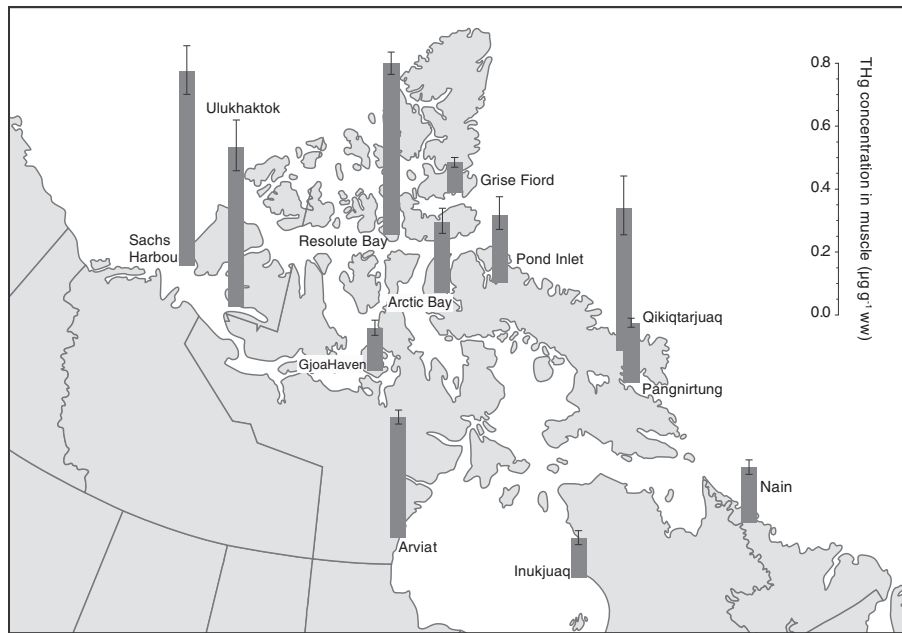 0.8
0.6
0.4
0.2
0.0
THg concentration in muscle (µg g⁻¹ ww)
Ulukhaktok
Grise Fiord
Sachs
Harbou
Resolute Bay
Pond Inlet
Arctic Bay
Qikiqtarjuaq
GjoaHaven
Pangnirtung
Nain
Arviat
Inukjuaq